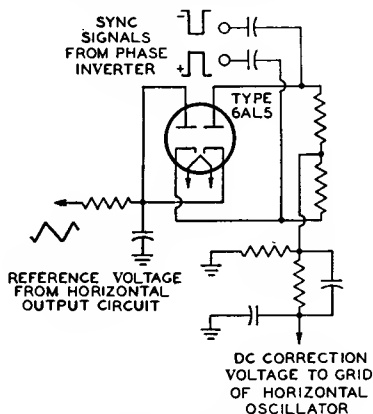 SYNC
SIGNALS
FROM PHASE
INVERTER
−
+
TYPE
6AL5
REFERENCE VOLTAGE
FROM HORIZONTAL
OUTPUT CIRCUIT
DC CORRECTION
VOLTAGE TO GRID
OF HORIZONTAL
OSCILLATOR